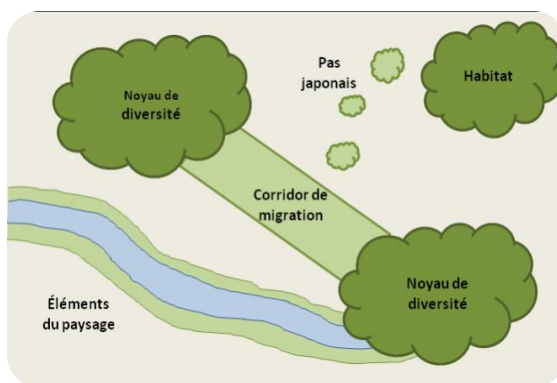 Pas
japonais
Habitat
Noyau de
diversité
Corridor de
migration
Noyau de
diversité
Éléments
du paysage